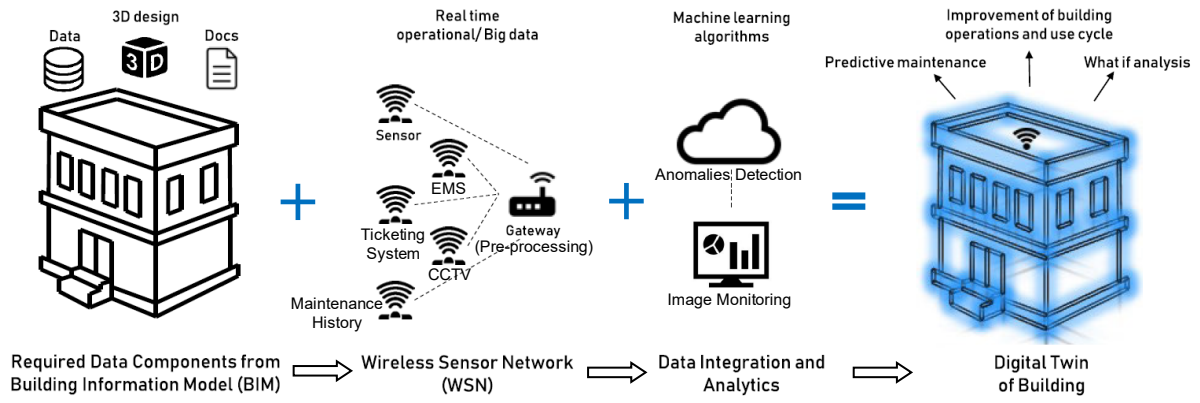 3D design
Data
Docs
3D
Real time
operational/ Big data
Sensor
EMS
Ticketing
System
CCTV
Maintenance
History
Gateway
(Pre-processing)
Machine learning
algorithms
Anomalies Detection
Image Monitoring
Improvement of building
operations and use cycle
Predictive maintenance
What if analysis
Required Data Components from
Building Information Model (BIM)
Wireless Sensor Network
(WSN)
Data Integration and
Analytics
Digital Twin
of Building